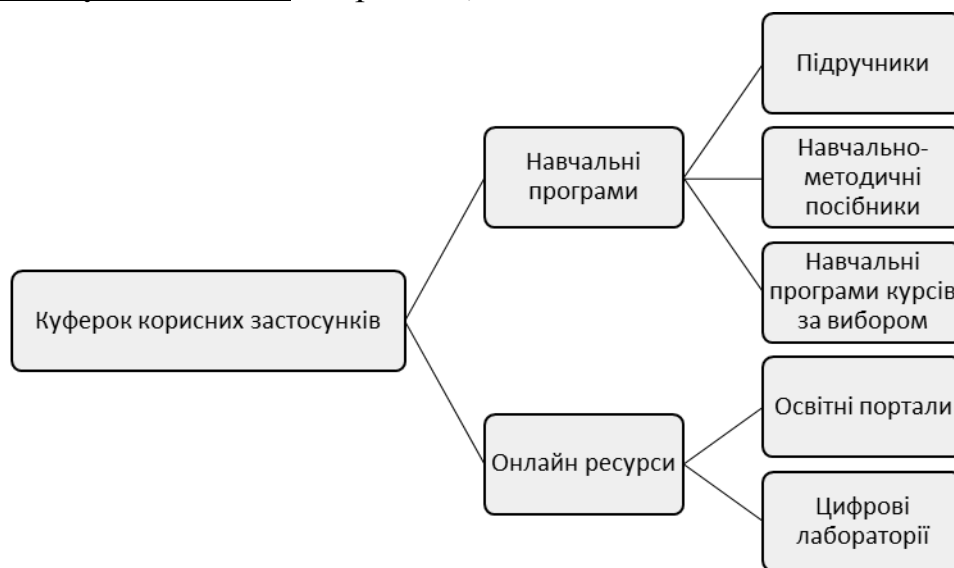 Підручники
Навчальні
програми
Навчально-
методичні
посібники
Навчальні
програми курсів
за вибором
Куферок корисних застосунків
Освітні портали
Онлайн ресурси
Цифрові
лабораторії